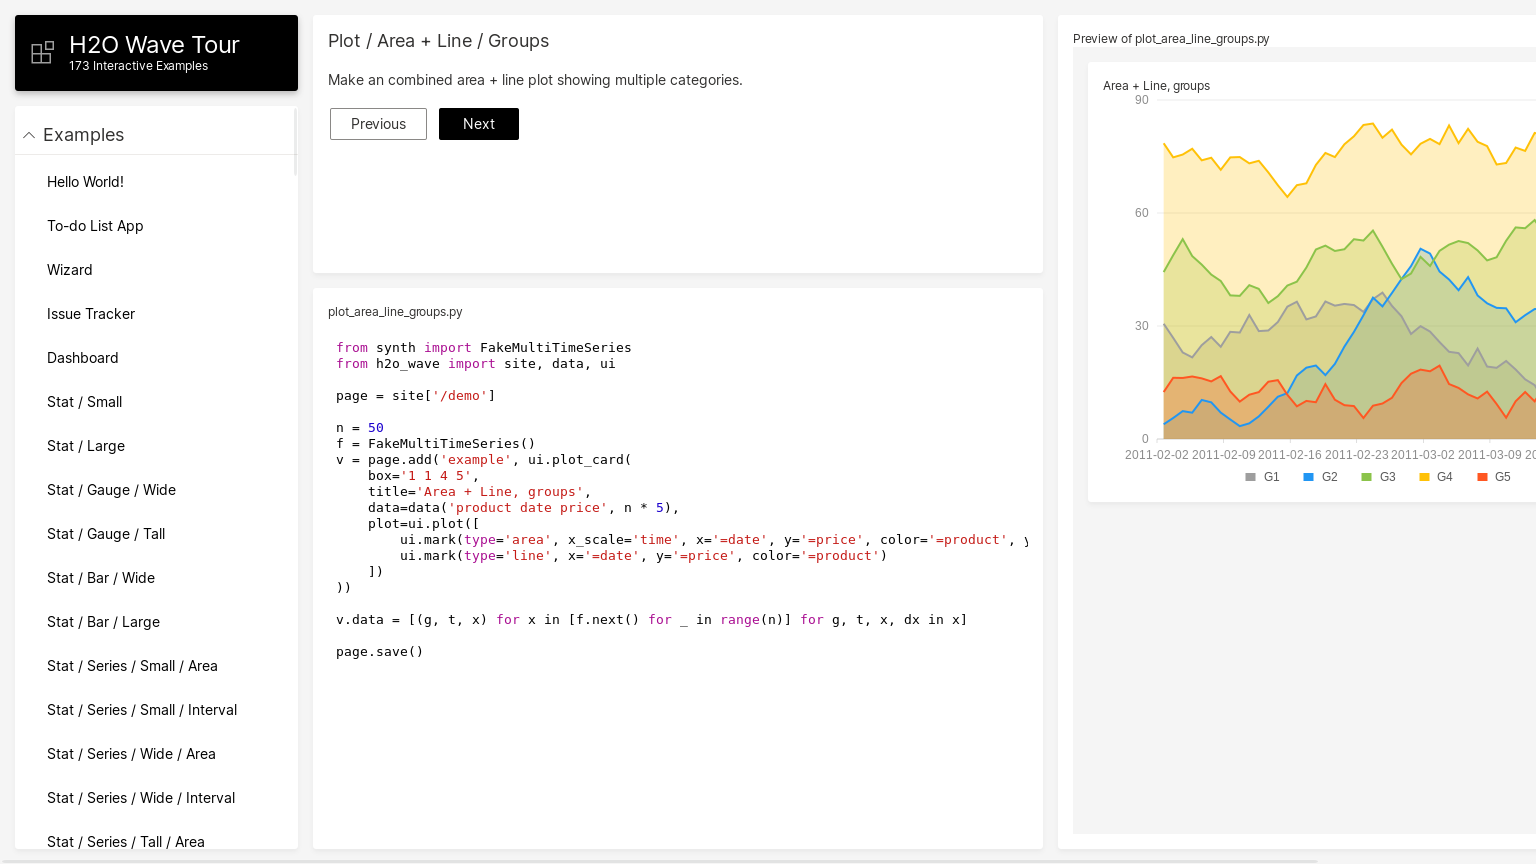 H2O Wave Tour
173 Interactive Examples
Examples
Hello World!
To-do List App
Wizard
Issue Tracker
Dashboard
Stat / Small
Stat / Large
Stat / Gauge / Wide
Stat / Gauge / Tall
Stat / Bar / Wide
Stat / Bar / Large
Stat / Series / Small / Area
Stat / Series / Small / Interval
Stat / Series / Wide / Area
Stat / Series / Wide / Interval
Stat / Series / Tall / Area
Plot / Area + Line / Groups
Make an combined area + line plot showing multiple categories.
Previous
Next
plot_area_line_groups.py
from synth import FakeMultiTimeSeries
from h2o_wave import site, data, ui
page = site['/demo']
n = 50
f = FakeMultiTimeSeries()
v = page.add('example', ui.plot_card(
    box='1 1 4 5',
    title='Area + Line, groups',
    data=data('product date price', n * 5),
    plot=ui.plot([
        ui.mark(type='area', x_scale='time', x='=date', y='=price', color='=product',
        ui.mark(type='line', x='=date', y='=price', color='=product')
    ])
))
v.data = [(g, t, x) for x in [f.next() for _ in range(n)] for g, t, x, dx in x]
page.save()
Preview of plot_area_line_groups.py
Area + Line, groups
90
60
30
0
2011-02-02 2011-02-09 2011-02-16 2011-02-23 2011-03-02 2011-03-09
G1 G2 G3 G4 G5